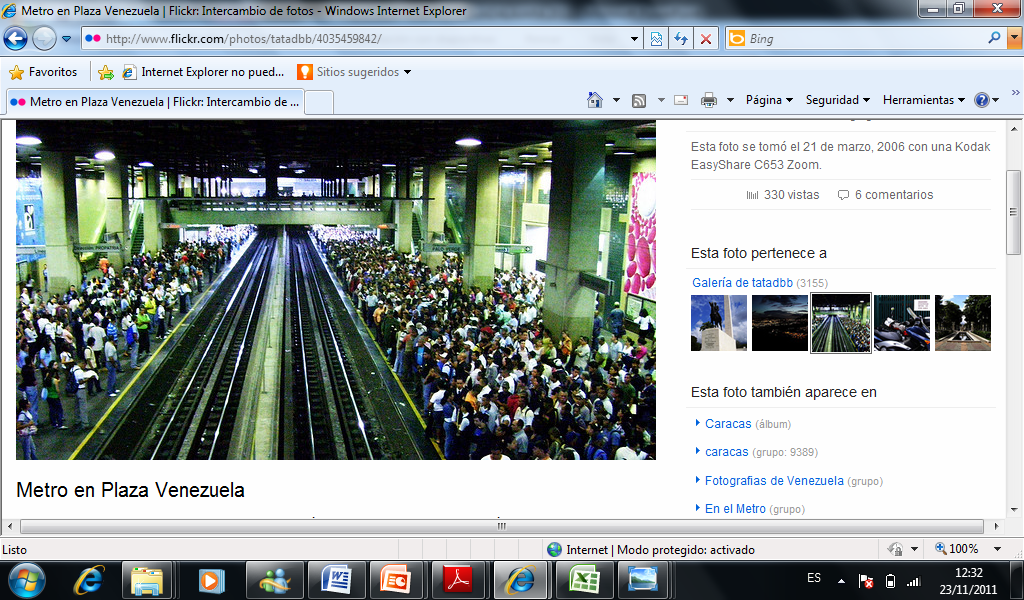 Metro en Plaza Venezuela | Flickr: Intercambio de fotos - Windows Internet Explorer
http://www.flickr.com/photos/tatadbb/4035459842/
Bing
Favoritos
Internet Explorer no pued...
Sitios sugeridos
Metro en Plaza Venezuela | Flickr: Intercambio de ...
Página
Seguridad
Herramientas
Esta foto se tomó el 21 de marzo, 2006 con una Kodak
EasyShare C653 Zoom.
330 vistas
6 comentarios
Esta foto pertenece a
Galería de tatadbb (3155)
Esta foto también aparece en
Caracas (álbum)
caracas (grupo: 9389)
Fotografias de Venezuela (grupo)
En el Metro (grupo)
PALO VERDE
Metro en Plaza Venezuela
Listo
Internet | Modo protegido: activado
100%
ES
12:32
23/11/2011